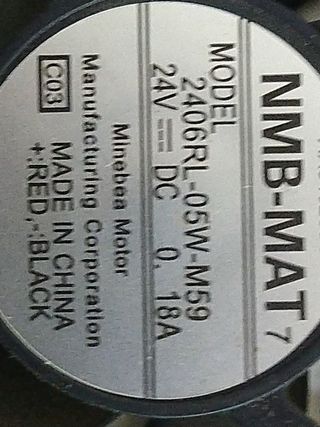 NMB-MAT 7
MODEL
2406RL-05W-M59
24V ⎓ DC 0.18A
Minebea Motor
Manufacturing Corporation
C03 MADE IN CHINA
+:RED,-:BLACK